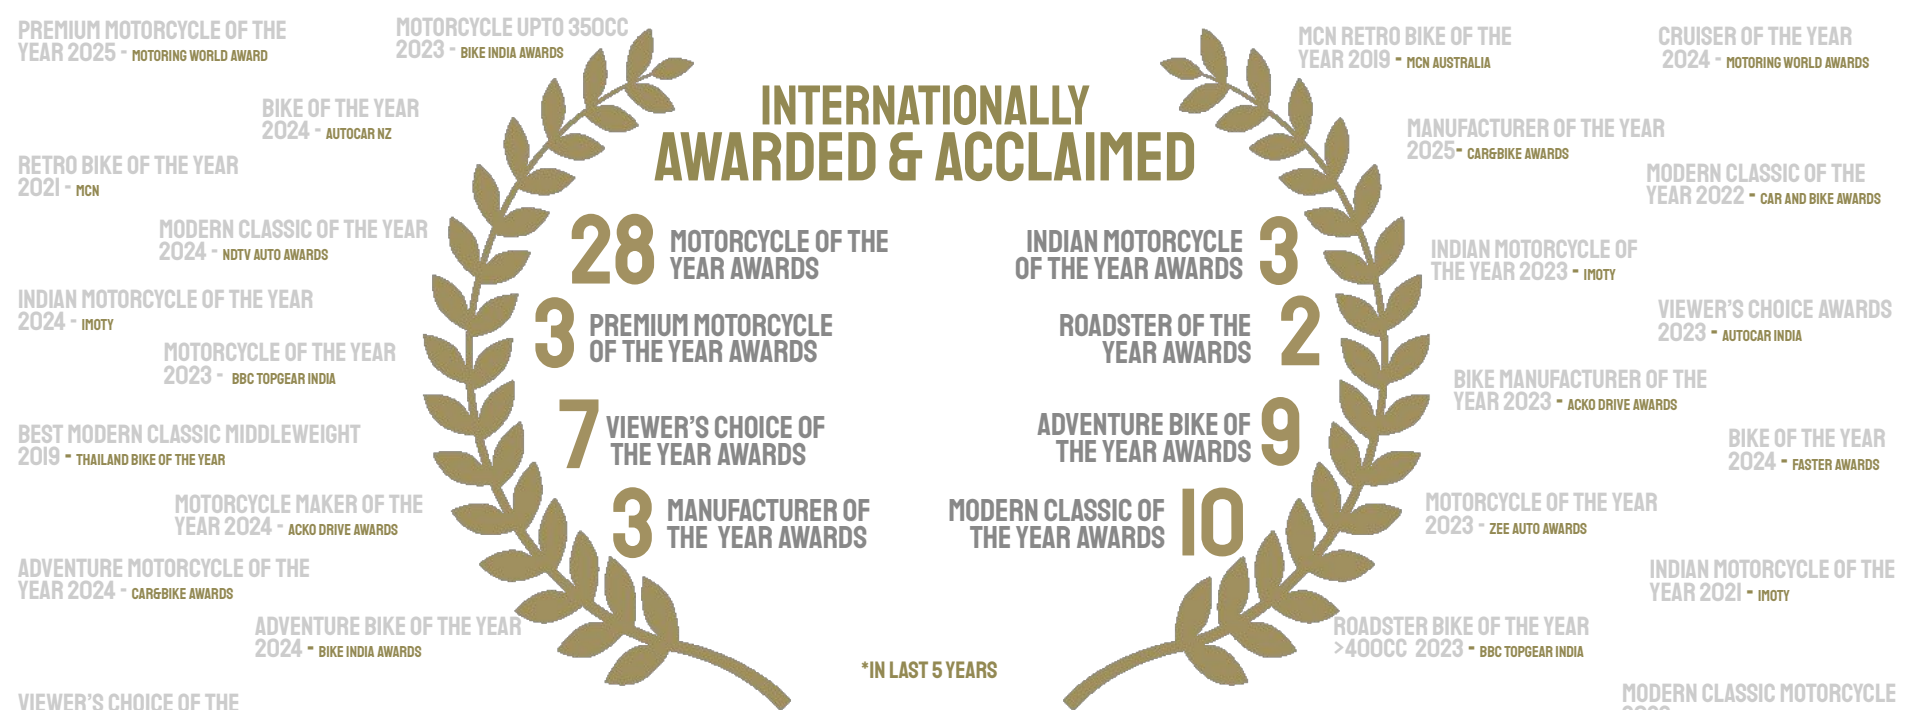 PREMIUM MOTORCYCLE OF THE
YEAR 2025 - MOTORING WORLD AWARD
MOTORCYCLE UPTO 350CC
2023 - BIKE INDIA AWARDS
BIKE OF THE YEAR
2024 - AUTOCAR NZ
RETRO BIKE OF THE YEAR
2021 - MCN
MODERN CLASSIC OF THE YEAR
2024 - NDTV AUTO AWARDS
INDIAN MOTORCYCLE OF THE YEAR
2024 - IMOTY
MOTORCYCLE OF THE YEAR
2023 - BBC TOPGEAR INDIA
BEST MODERN CLASSIC MIDDLEWEIGHT
2019 - THAILAND BIKE OF THE YEAR
MOTORCYCLE MAKER OF THE
YEAR 2024 - ACKO DRIVE AWARDS
ADVENTURE MOTORCYCLE OF THE
YEAR 2024 - CAR&BIKE AWARDS
ADVENTURE BIKE OF THE YEAR
2024 - BIKE INDIA AWARDS
VIEWER'S CHOICE OF THE
INTERNATIONALLY
AWARDED & ACCLAIMED
28 MOTORCYCLE OF THE
YEAR AWARDS
3 PREMIUM MOTORCYCLE
OF THE YEAR AWARDS
7 VIEWER'S CHOICE OF
THE YEAR AWARDS
3 MANUFACTURER OF
THE YEAR AWARDS
INDIAN MOTORCYCLE 3
OF THE YEAR AWARDS
ROADSTER OF THE 2
YEAR AWARDS
ADVENTURE BIKE OF 9
THE YEAR AWARDS
MODERN CLASSIC OF 10
THE YEAR AWARDS
*IN LAST 5 YEARS
MCN RETRO BIKE OF THE
YEAR 2019 - MCN AUSTRALIA
CRUISER OF THE YEAR
2024 - MOTORING WORLD AWARDS
MANUFACTURER OF THE YEAR
2025- CAR&BIKE AWARDS
MODERN CLASSIC OF THE
YEAR 2022 - CAR AND BIKE AWARDS
INDIAN MOTORCYCLE OF
THE YEAR 2023 - IMOTY
VIEWER'S CHOICE AWARDS
2023 - AUTOCAR INDIA
BIKE MANUFACTURER OF THE
YEAR 2023 - ACKO DRIVE AWARDS
BIKE OF THE YEAR
2024 - FASTER AWARDS
MOTORCYCLE OF THE YEAR
2023 - ZEE AUTO AWARDS
INDIAN MOTORCYCLE OF THE
YEAR 2021 - IMOTY
ROADSTER BIKE OF THE YEAR
>400CC 2023 - BBC TOPGEAR INDIA
MODERN CLASSIC MOTORCYCLE